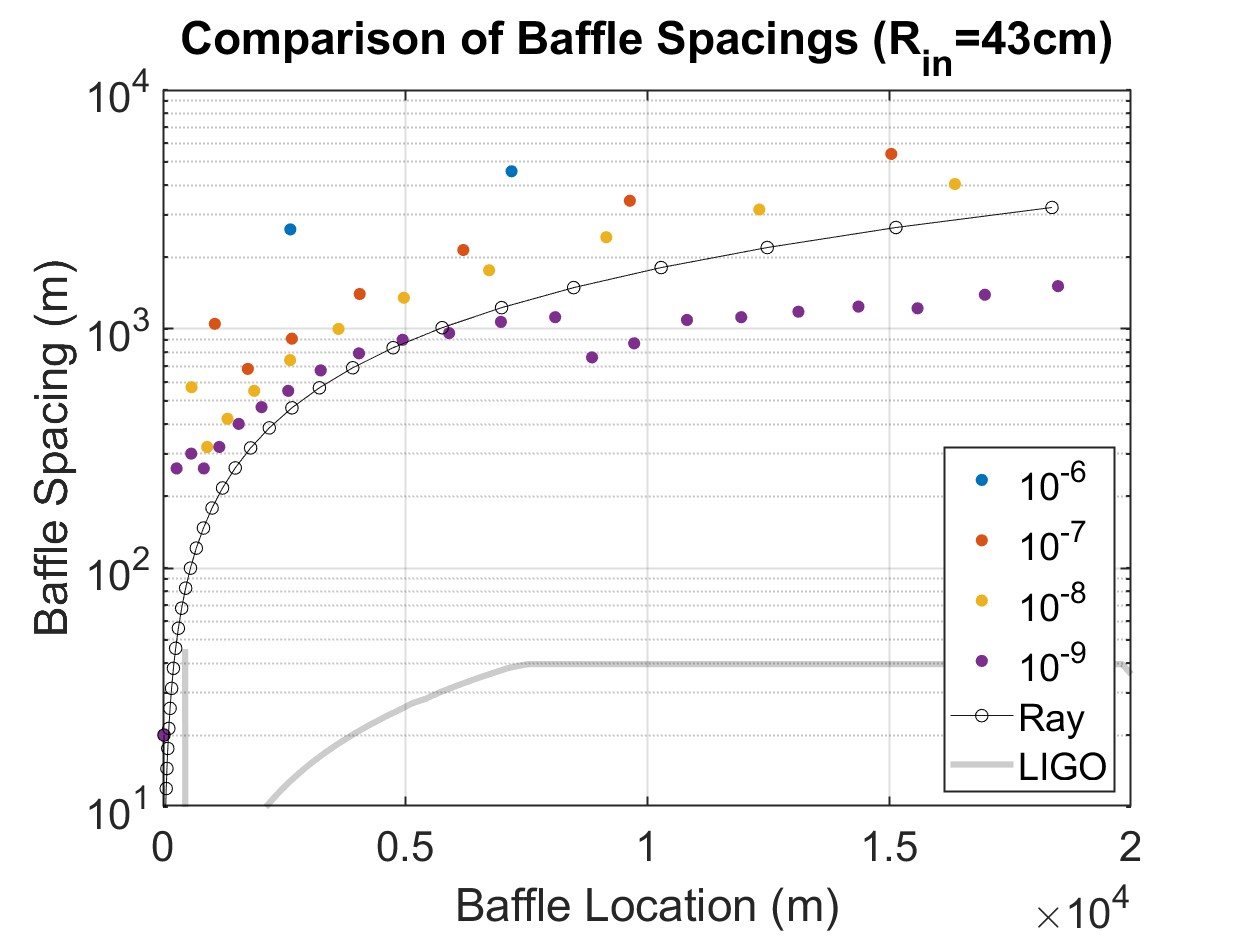 Comparison of Baffle Spacings (R_in=43cm)
10^4
10^3
10^2
10^1
Baffle Spacing (m)
10^-6
10^-7
10^-8
10^-9
Ray
LIGO
0 0.5 1 1.5 2
Baffle Location (m)
×10^4